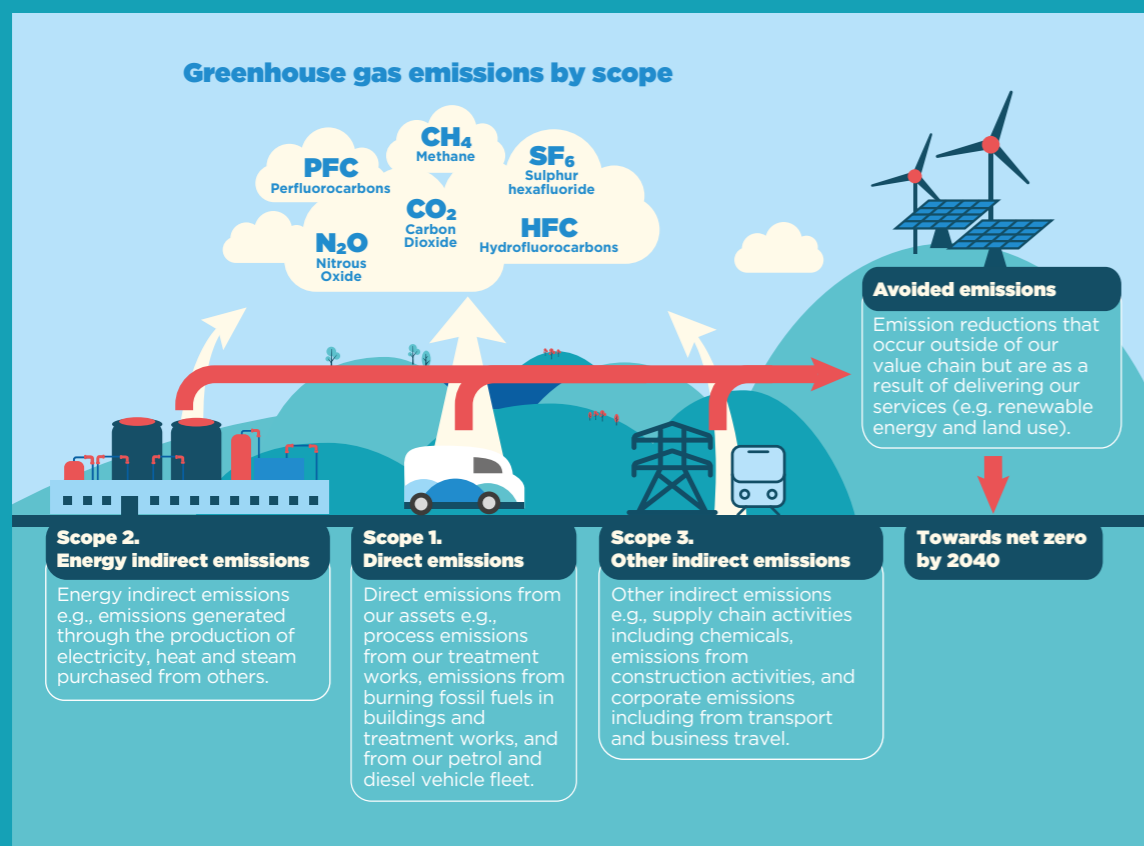 Greenhouse gas emissions by scope
CH₄
Methane
PFC
Perfluorocarbons
SF₆
Sulphur
hexafluoride
CO₂
Carbon
Dioxide
N₂O
Nitrous
Oxide
HFC
Hydrofluorocarbons
Avoided emissions
Emission reductions that
occur outside of our
value chain but are as a
result of delivering our
services (e.g. renewable
energy and land use).
Scope 2.
Energy indirect emissions
Energy indirect emissions
e.g., emissions generated
through the production of
electricity, heat and steam
purchased from others.
Scope 1.
Direct emissions
Direct emissions from
our assets e.g.,
process emissions
from our treatment
works, emissions from
burning fossil fuels in
buildings and
treatment works, and
from our petrol and
diesel vehicle fleet.
Scope 3.
Other indirect emissions
Other indirect emissions
e.g., supply chain activities
including chemicals,
emissions from
construction activities, and
corporate emissions
including from transport
and business travel.
Towards net zero
by 2040